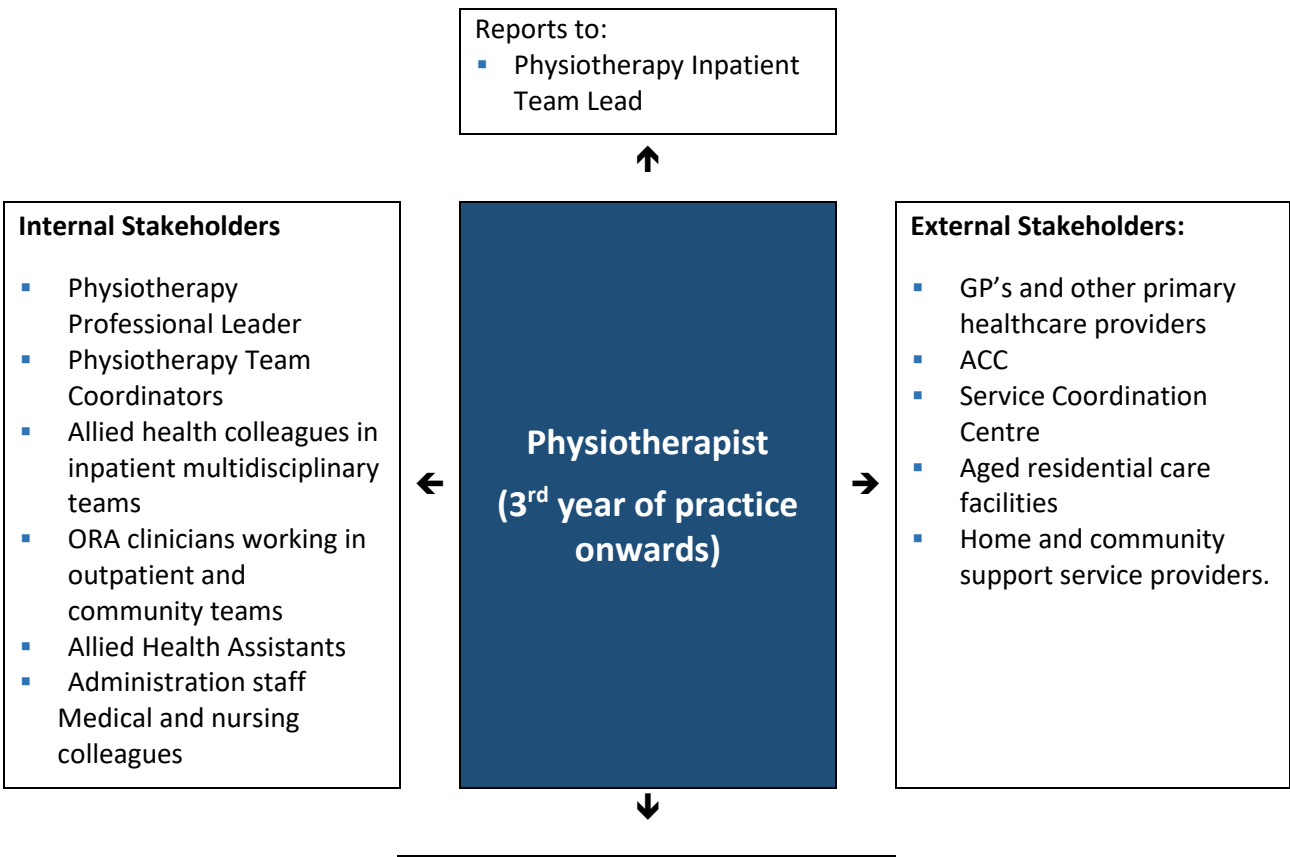 Reports to:
▪ Physiotherapy Inpatient
Team Lead
Internal Stakeholders
▪ Physiotherapy
Professional Leader
▪ Physiotherapy Team
Coordinators
▪ Allied health colleagues in
inpatient multidisciplinary
teams
▪ ORA clinicians working in
outpatient and
community teams
▪ Allied Health Assistants
▪ Administration staff
Medical and nursing
colleagues
Physiotherapist
(3rd year of practice
onwards)
External Stakeholders:
▪ GP’s and other primary
healthcare providers
▪ ACC
▪ Service Coordination
Centre
▪ Aged residential care
facilities
▪ Home and community
support service providers.